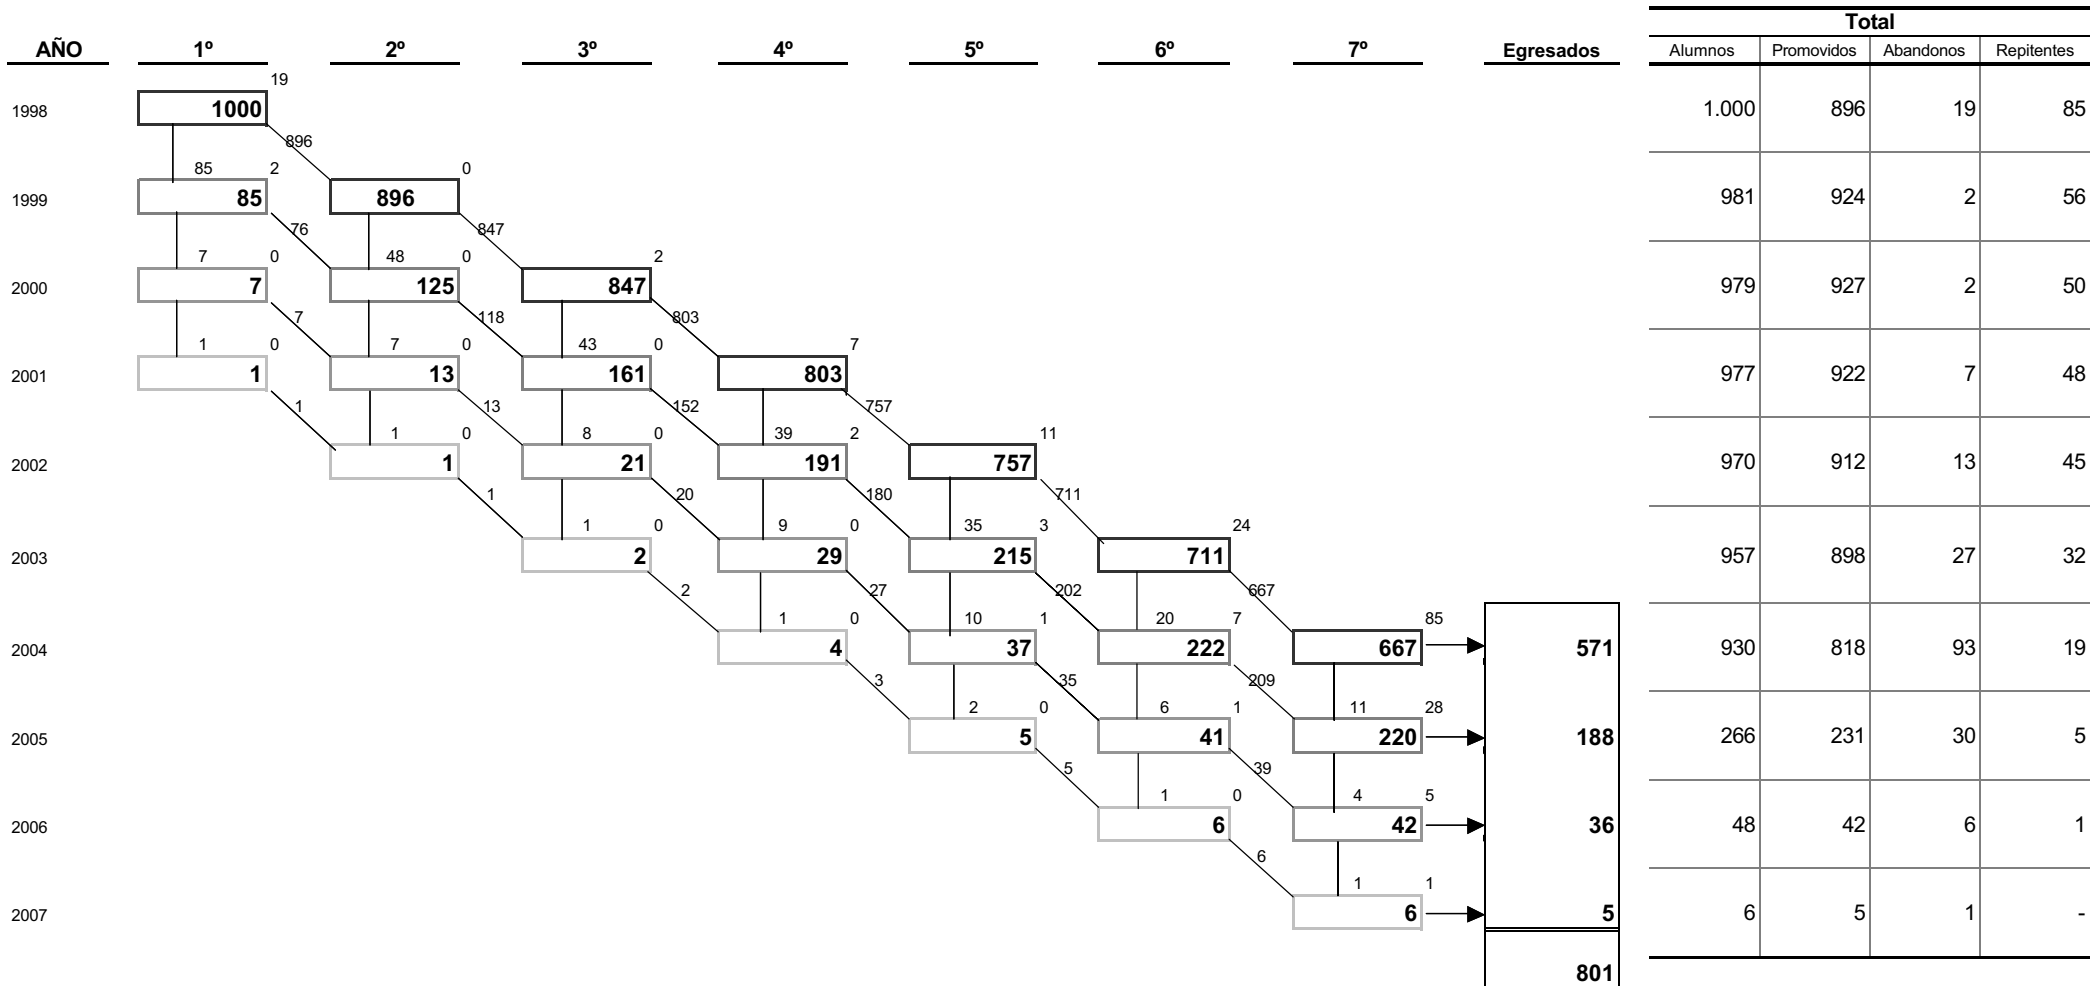 Total
AÑO 1º 2º 3º 4º 5º 6º 7º Egresados Alumnos Promovidos Abandonos Repitentes
19
1998 1000 1.000 896 19 85
896
85 2 0
1999 85 896 981 924 2 56
76 847
7 0 48 0 2
2000 7 125 847 979 927 2 50
7 118 803
1 0 7 0 43 0 7
2001 1 13 161 803 977 922 7 48
1 13 152 757
1 0 8 0 39 2 11
2002 1 21 191 757 970 912 13 45
1 20 180 711
1 0 9 0 35 3 24
2003 2 29 215 711 957 898 27 32
2 27 202 667
1 0 10 1 20 7 85
2004 4 37 222 667 571 930 818 93 19
3 35 209
2 0 6 1 11 28
2005 5 41 220 188 266 231 30 5
5 39
1 0 4 5
2006 6 42 36 48 42 6 1
6
1 1
2007 6 5 6 5 1 -
801